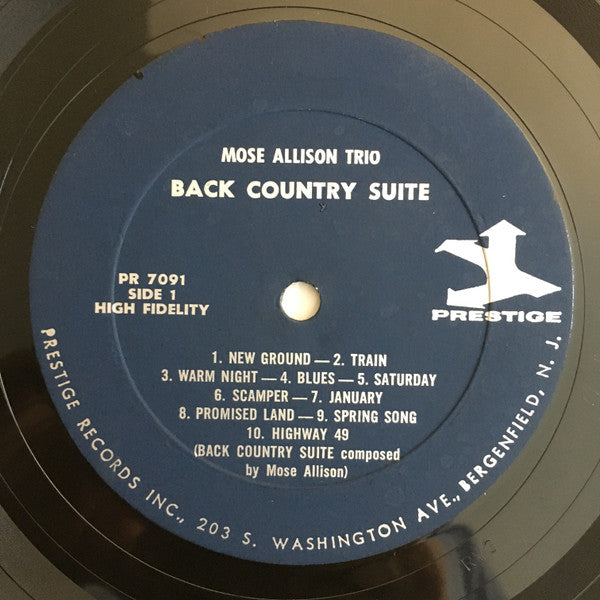 MOSE ALLISON TRIO
BACK COUNTRY SUITE
PR 7091
SIDE 1
HIGH FIDELITY
PRESTIGE
1. NEW GROUND — 2. TRAIN
3. WARM NIGHT — 4. BLUES — 5. SATURDAY
6. SCAMPER — 7. JANUARY
8. PROMISED LAND — 9. SPRING SONG
10. HIGHWAY 49
(BACK COUNTRY SUITE composed
by Mose Allison)
PRESTIGE RECORDS INC., 203 S. WASHINGTON AVE., BERGENFIELD, N. J.